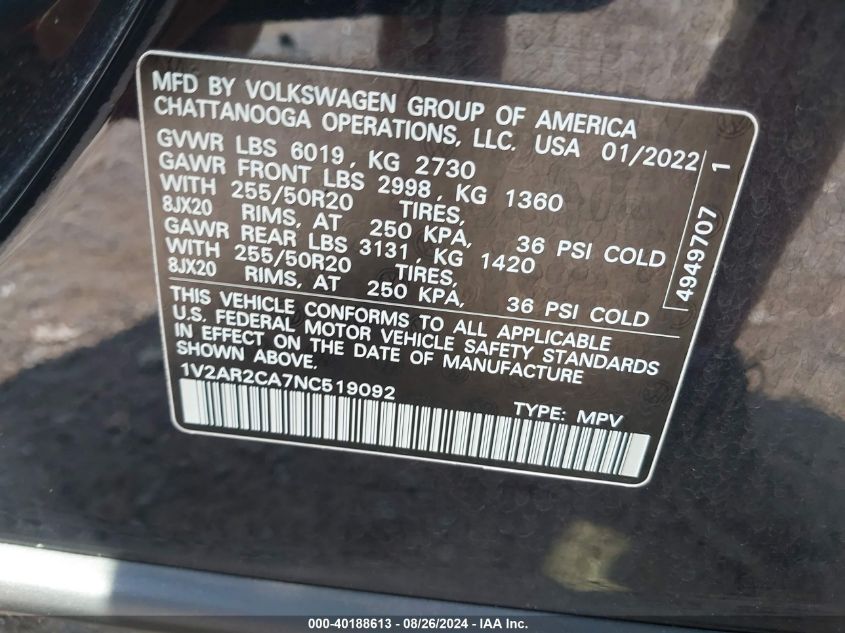 MFD BY VOLKSWAGEN GROUP OF AMERICA
CHATTANOOGA OPERATIONS, LLC. USA 01/2022
GVWR LBS 6019, KG 2730
GAWR FRONT LBS 2998, KG 1360
WITH 255/50R20 TIRES,
8JX20 RIMS, AT 250 KPA, 36 PSI COLD
GAWR REAR LBS 3131, KG 1420
WITH 255/50R20 TIRES,
8JX20 RIMS, AT 250 KPA, 36 PSI COLD
THIS VEHICLE CONFORMS TO ALL APPLICABLE
U.S. FEDERAL MOTOR VEHICLE SAFETY STANDARDS
IN EFFECT ON THE DATE OF MANUFACTURE
SHOWN ABOVE.
1V2AR2CA7NC519092
TYPE: MPV
4949707 1
000-40188613 - 08/26/2024 - IAA Inc.